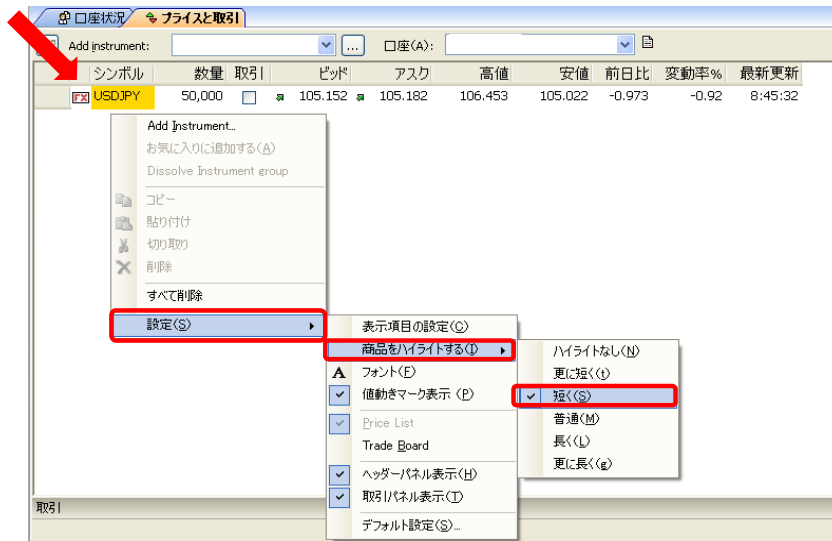 口座状況 プライスと取引
Add instrument: ... 口座(A):
シンボル 数量 取引 ビッド アスク 高値 安値 前日比 変動率% 最新更新
FX USDJPY 50,000 105.152 105.182 106.453 105.022 -0.973 -0.92 8:45:32
Add Instrument...
お気に入りに追加する(A)
Dissolve Instrument group
コピー
貼り付け
切り取り
削除
すべて削除
設定(S)
表示項目の設定(C)
商品をハイライトする(I)
A フォント(F)
値動きマーク表示 (P)
Price List
Trade Board
ヘッダーパネル表示(H)
取引パネル表示(T)
デフォルト設定(S)...
ハイライトなし(N)
更に短く(t)
短く(S)
普通(M)
長く(L)
更に長く(g)
取引